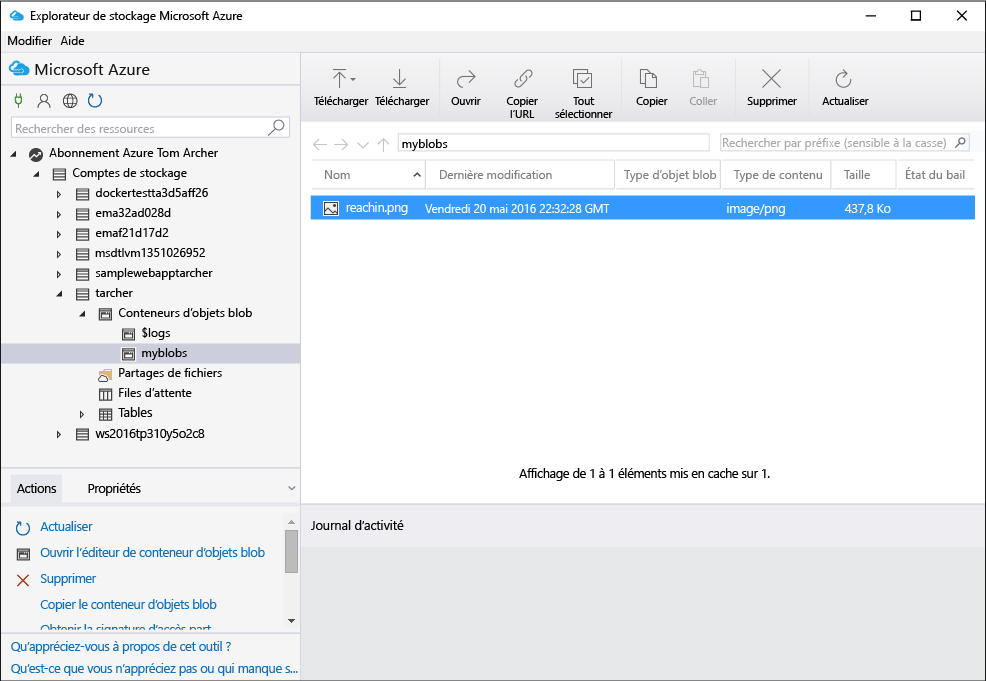 Explorateur de stockage Microsoft Azure
Modifier Aide
Microsoft Azure
Rechercher des ressources
Abonnement Azure Tom Archer
Comptes de stockage
dockertestta3d5aff26
ema32ad028d
emaf21d17d2
msdtlvm1351026952
samplewebapptarcher
tarcher
Conteneurs d'objets blob
$logs
myblobs
Partages de fichiers
Files d'attente
Tables
ws2016tp310y5o2c8
Actions Propriétés
Actualiser
Ouvrir l'éditeur de conteneur d'objets blob
Supprimer
Copier le conteneur d'objets blob
Obtenir la signature d'accès part
Qu'appréciez-vous à propos de cet outil ?
Qu'est-ce que vous n'appréciez pas ou qui manque s...
Télécharger Télécharger Ouvrir Copier l'URL Tout sélectionner Copier Coller Supprimer Actualiser
myblobs Rechercher par préfixe (sensible à la casse)
Nom Dernière modification Type d'objet blob Type de contenu Taille État du bail
reachin.png Vendredi 20 mai 2016 22:32:28 GMT image/png 437,8 Ko
Affichage de 1 à 1 éléments mis en cache sur 1.
Journal d'activité